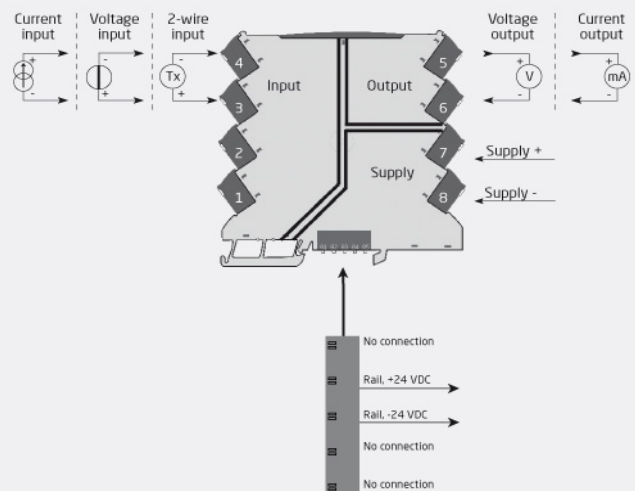 Current input
Voltage input
2-wire input
Voltage output
Current output
+
-
-
+
Tx
-
+
4
3
2
1
Input
Output
Supply
5
6
7
8
+
V
-
+
mA
-
Supply +
Supply -
No connection
Rail, +24 VDC
Rail, -24 VDC
No connection
No connection